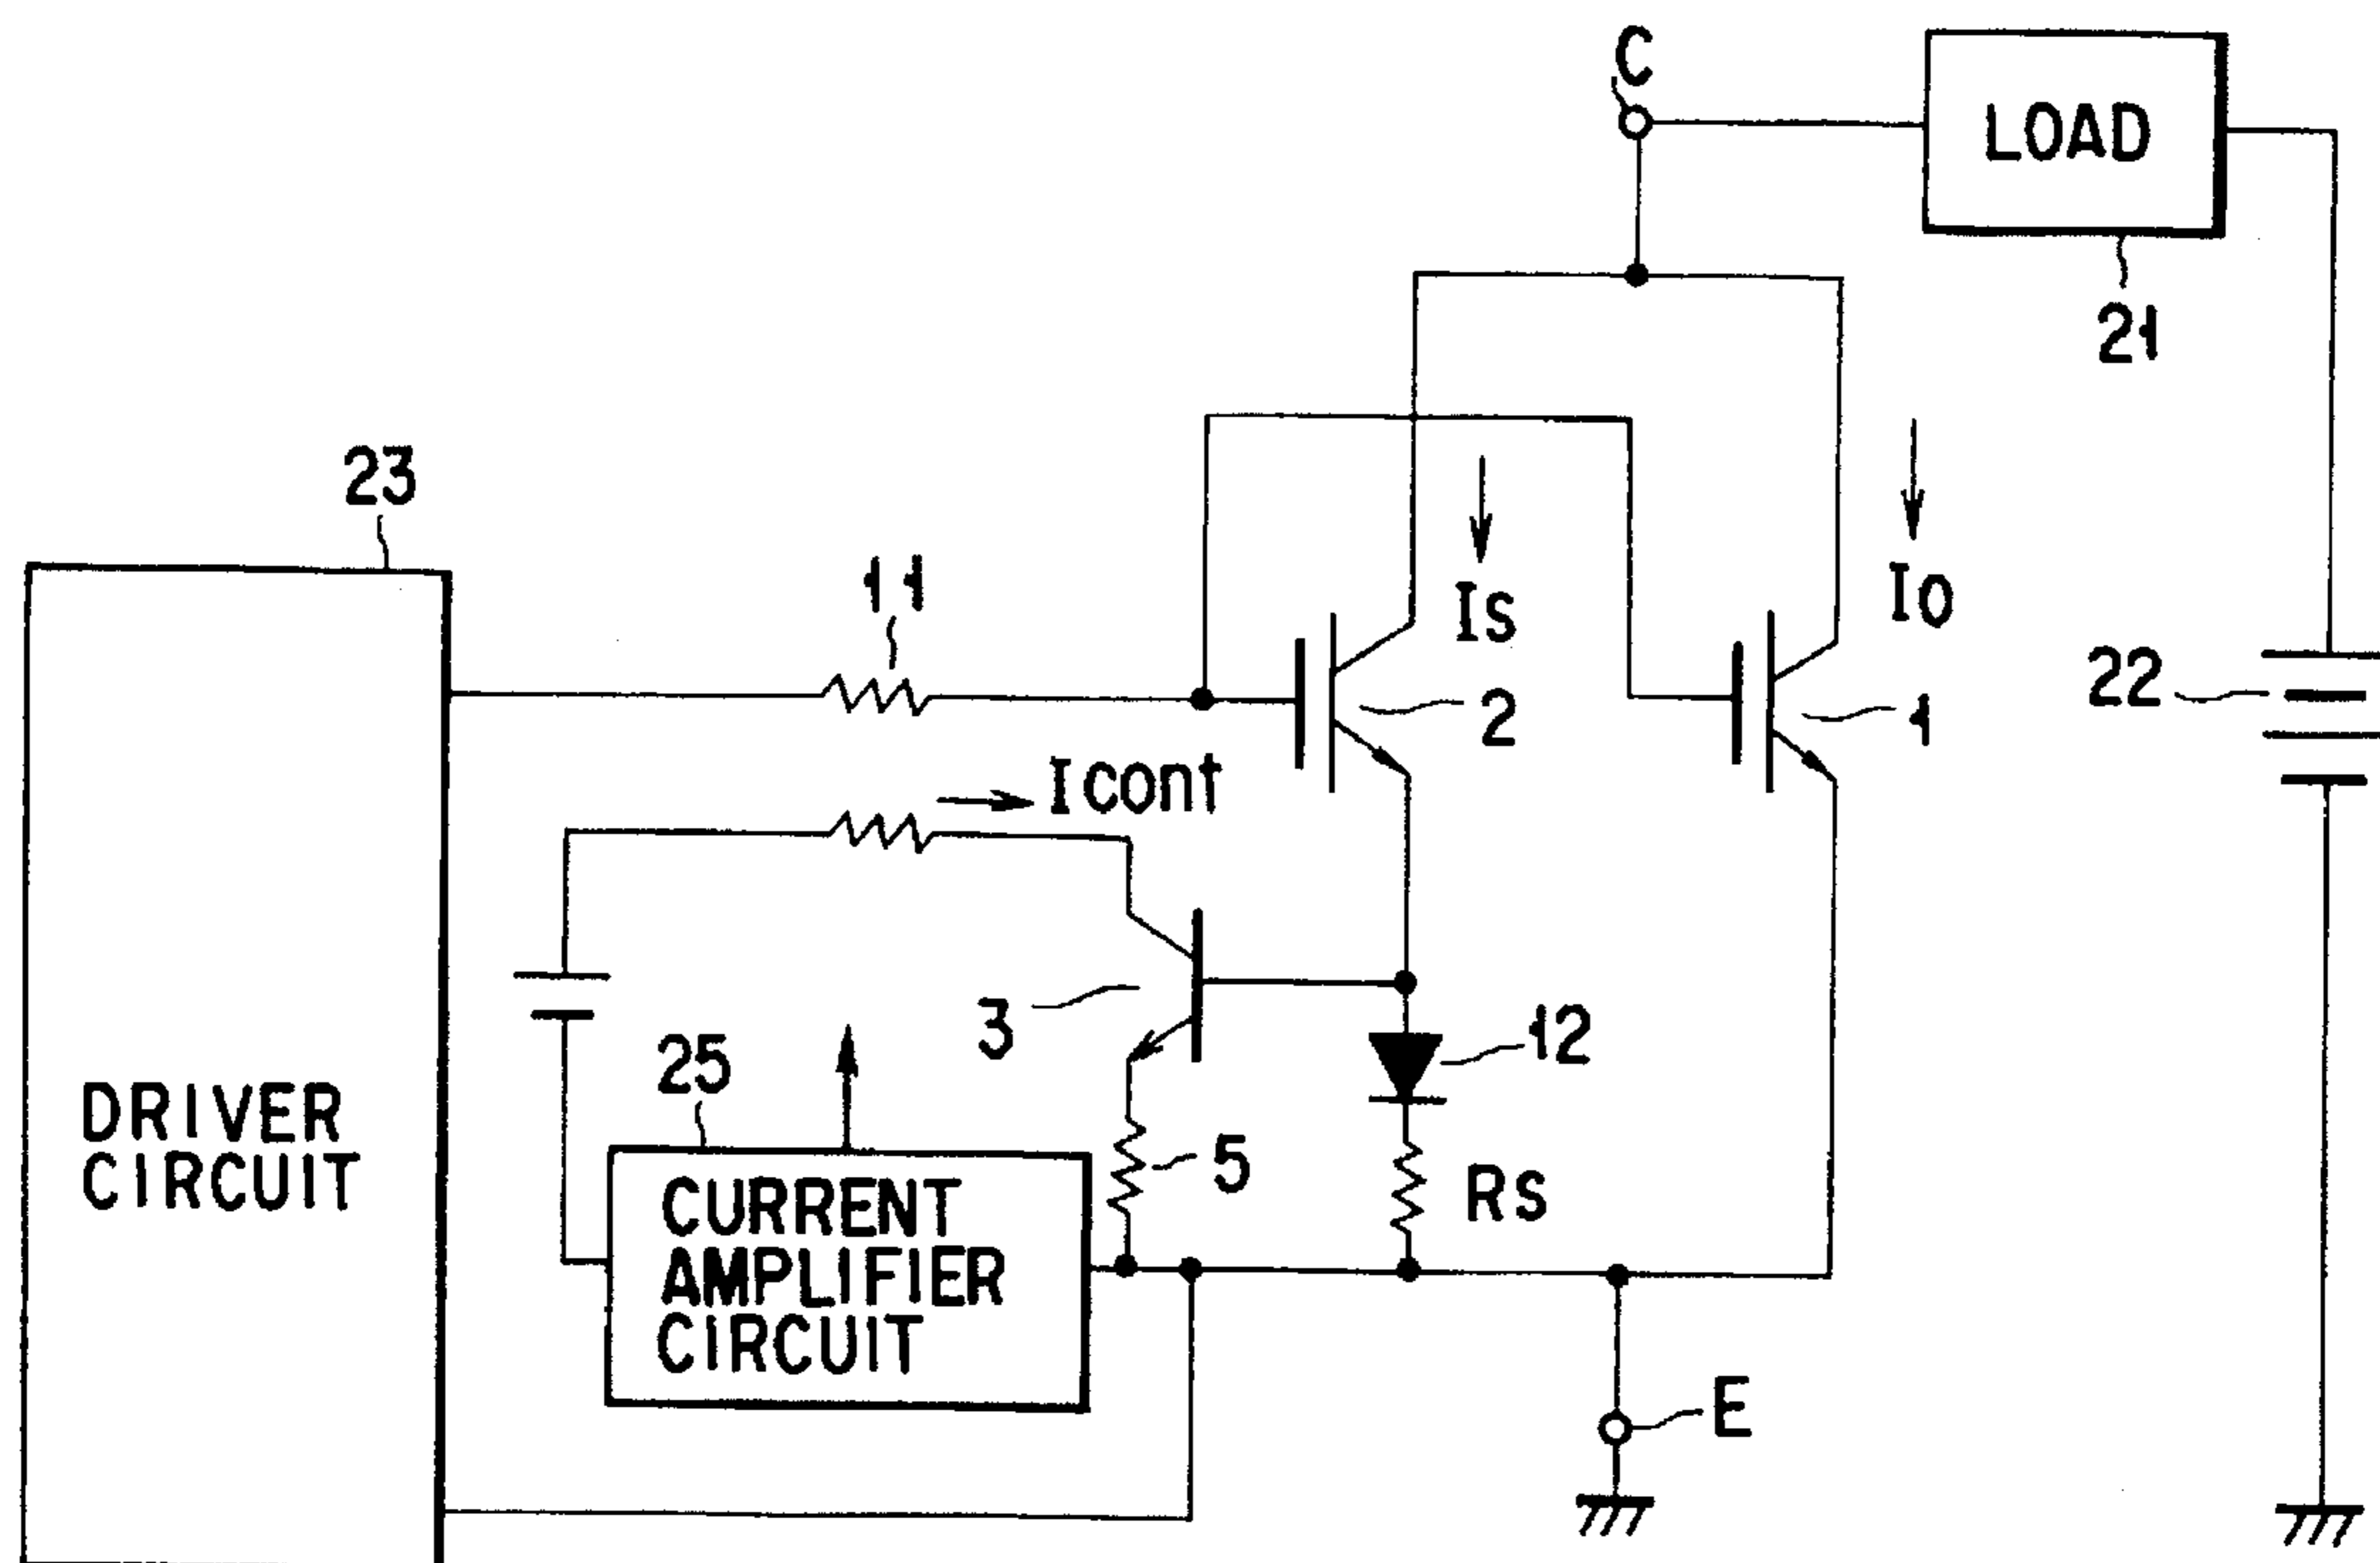 C
LOAD
21
23
11
Is
Io
22
2
1
Icont
3
12
25
5
Rs
DRIVER
CIRCUIT
CURRENT
AMPLIFIER
CIRCUIT
E